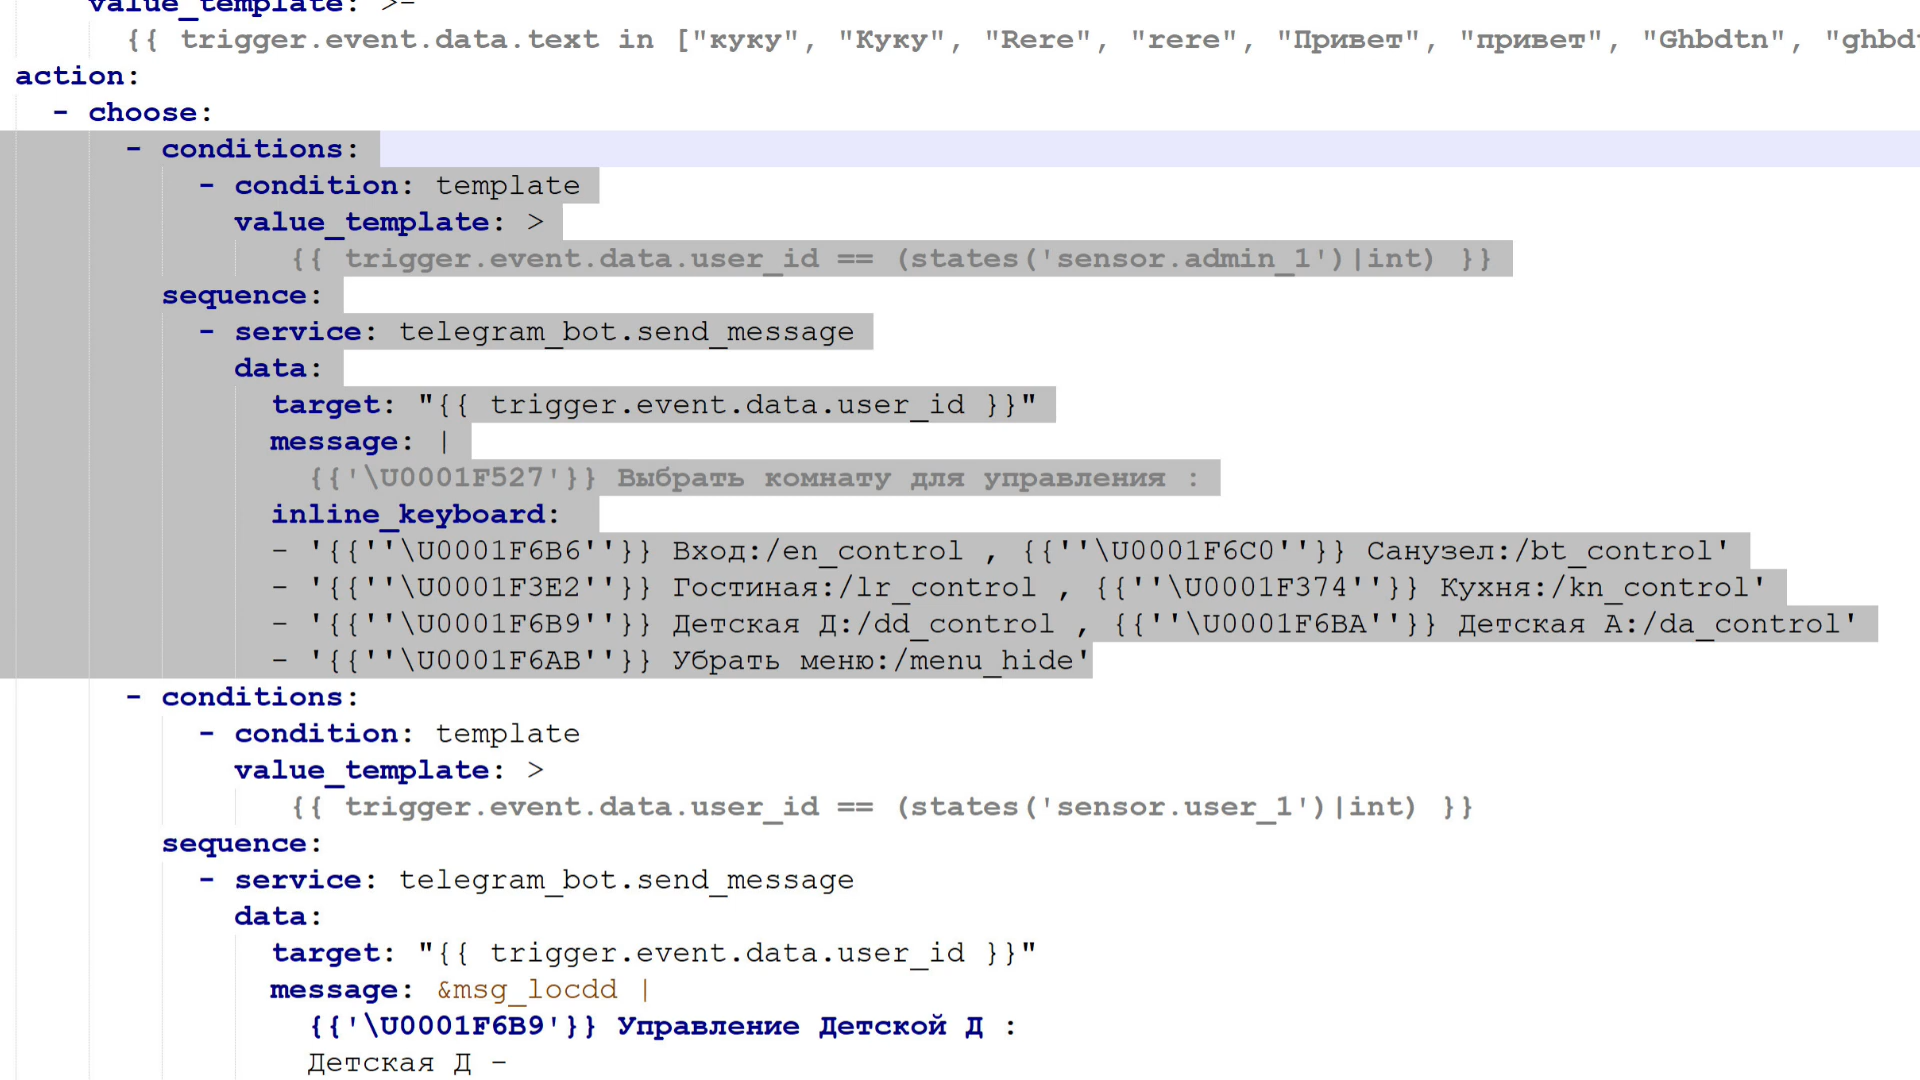 value_template: >-
{{ trigger.event.data.text in ["куку", "Куку", "Rere", "rere", "Привет", "привет", "Ghbdtn", "ghbd
action:
- choose:
- conditions:
- condition: template
value_template: >
{{ trigger.event.data.user_id == (states('sensor.admin_1')|int) }}
sequence:
- service: telegram_bot.send_message
data:
target: "{{ trigger.event.data.user_id }}"
message: |
{{'\U0001F527'}} Выбрать комнату для управления :
inline_keyboard:
- '{{''\U0001F6B6''}} Вход:/en_control , {{''\U0001F6C0''}} Санузел:/bt_control'
- '{{''\U0001F3E2''}} Гостиная:/lr_control , {{''\U0001F374''}} Кухня:/kn_control'
- '{{''\U0001F6B9''}} Детская Д:/dd_control , {{''\U0001F6BA''}} Детская А:/da_control'
- '{{''\U0001F6AB''}} Убрать меню:/menu_hide'
- conditions:
- condition: template
value_template: >
{{ trigger.event.data.user_id == (states('sensor.user_1')|int) }}
sequence:
- service: telegram_bot.send_message
data:
target: "{{ trigger.event.data.user_id }}"
message: &msg_locdd |
{{'\U0001F6B9'}} Управление Детской Д :
Детская Д -